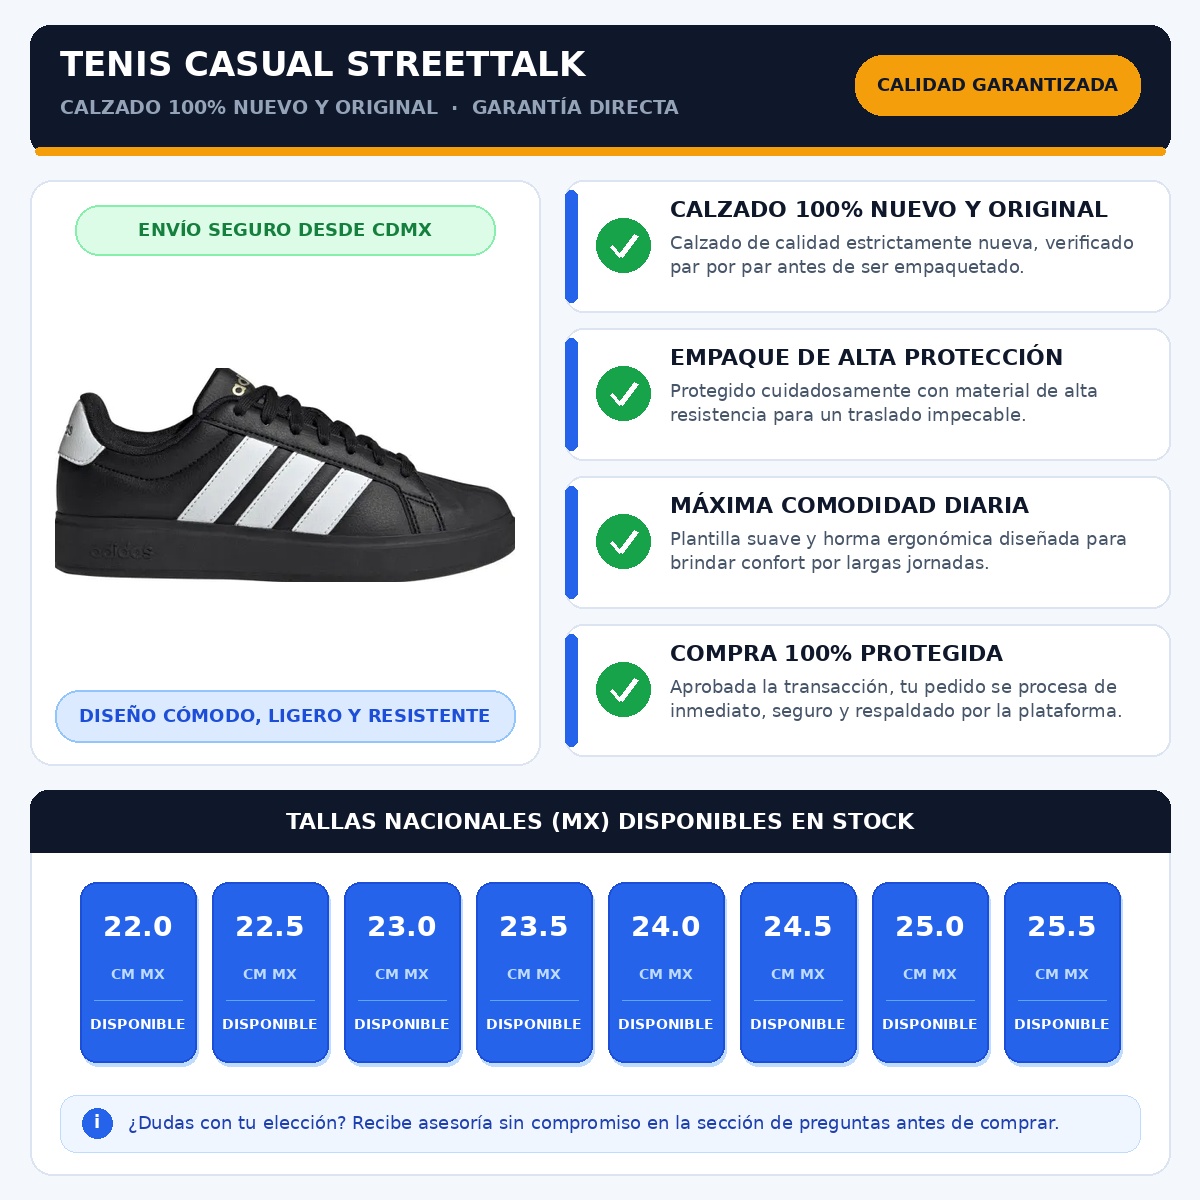 TENIS CASUAL STREETTALK
CALZADO 100% NUEVO Y ORIGINAL · GARANTÍA DIRECTA
CALIDAD GARANTIZADA
ENVÍO SEGURO DESDE CDMX
adidas
DISEÑO CÓMODO, LIGERO Y RESISTENTE
CALZADO 100% NUEVO Y ORIGINAL
Calzado de calidad estrictamente nueva, verificado
par por par antes de ser empaquetado.
EMPAQUE DE ALTA PROTECCIÓN
Protegido cuidadosamente con material de alta
resistencia para un traslado impecable.
MÁXIMA COMODIDAD DIARIA
Plantilla suave y horma ergonómica diseñada para
brindar confort por largas jornadas.
COMPRA 100% PROTEGIDA
Aprobada la transacción, tu pedido se procesa de
inmediato, seguro y respaldado por la plataforma.
TALLAS NACIONALES (MX) DISPONIBLES EN STOCK
22.0 22.5 23.0 23.5 24.0 24.5 25.0 25.5
CM MX CM MX CM MX CM MX CM MX CM MX CM MX CM MX
DISPONIBLE DISPONIBLE DISPONIBLE DISPONIBLE DISPONIBLE DISPONIBLE DISPONIBLE DISPONIBLE
i ¿Dudas con tu elección? Recibe asesoría sin compromiso en la sección de preguntas antes de comprar.